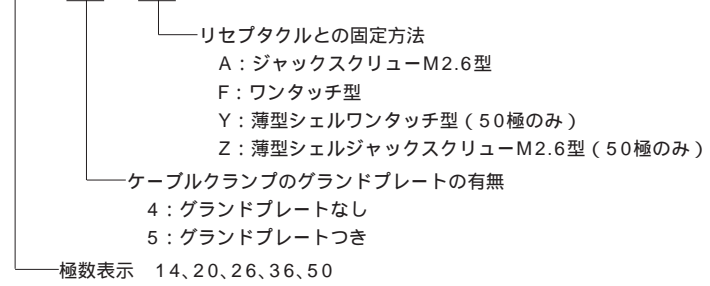 リセプタクルとの固定方法
A：ジャックスクリューM2.6型
F：ワンタッチ型
Y：薄型シェルワンタッチ型（50極のみ）
Z：薄型シェルジャックスクリューM2.6型（50極のみ）
ケーブルクランプのグランドプレートの有無
4：グランドプレートなし
5：グランドプレートつき
極数表示　14、20、26、36、50